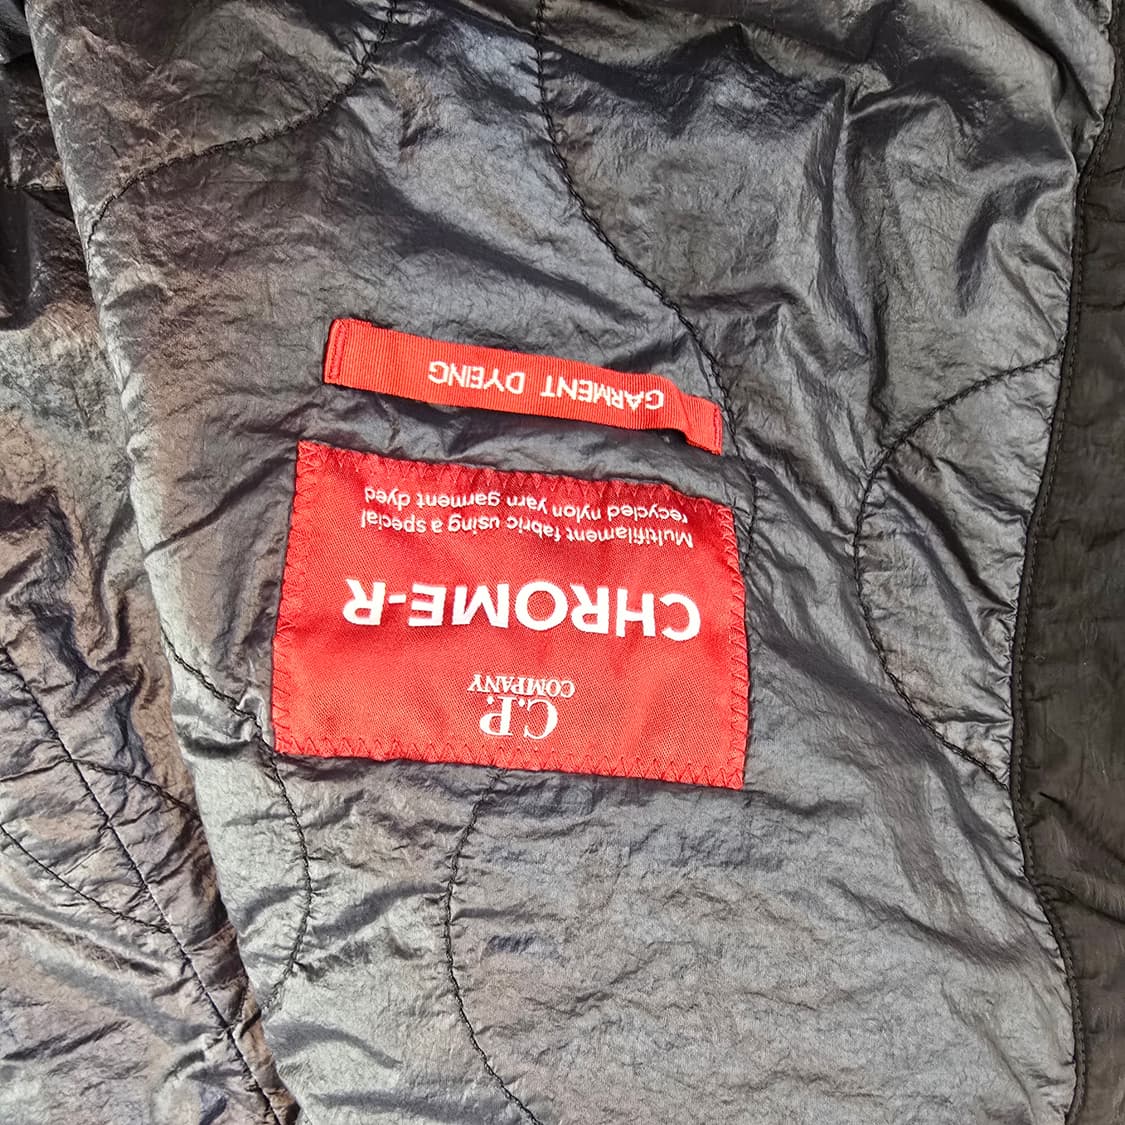 C.P.
COMPANY
CHROME-R
Multifilament fabric using a special
recycled nylon yarn garment dyed
GARMENT DYEING